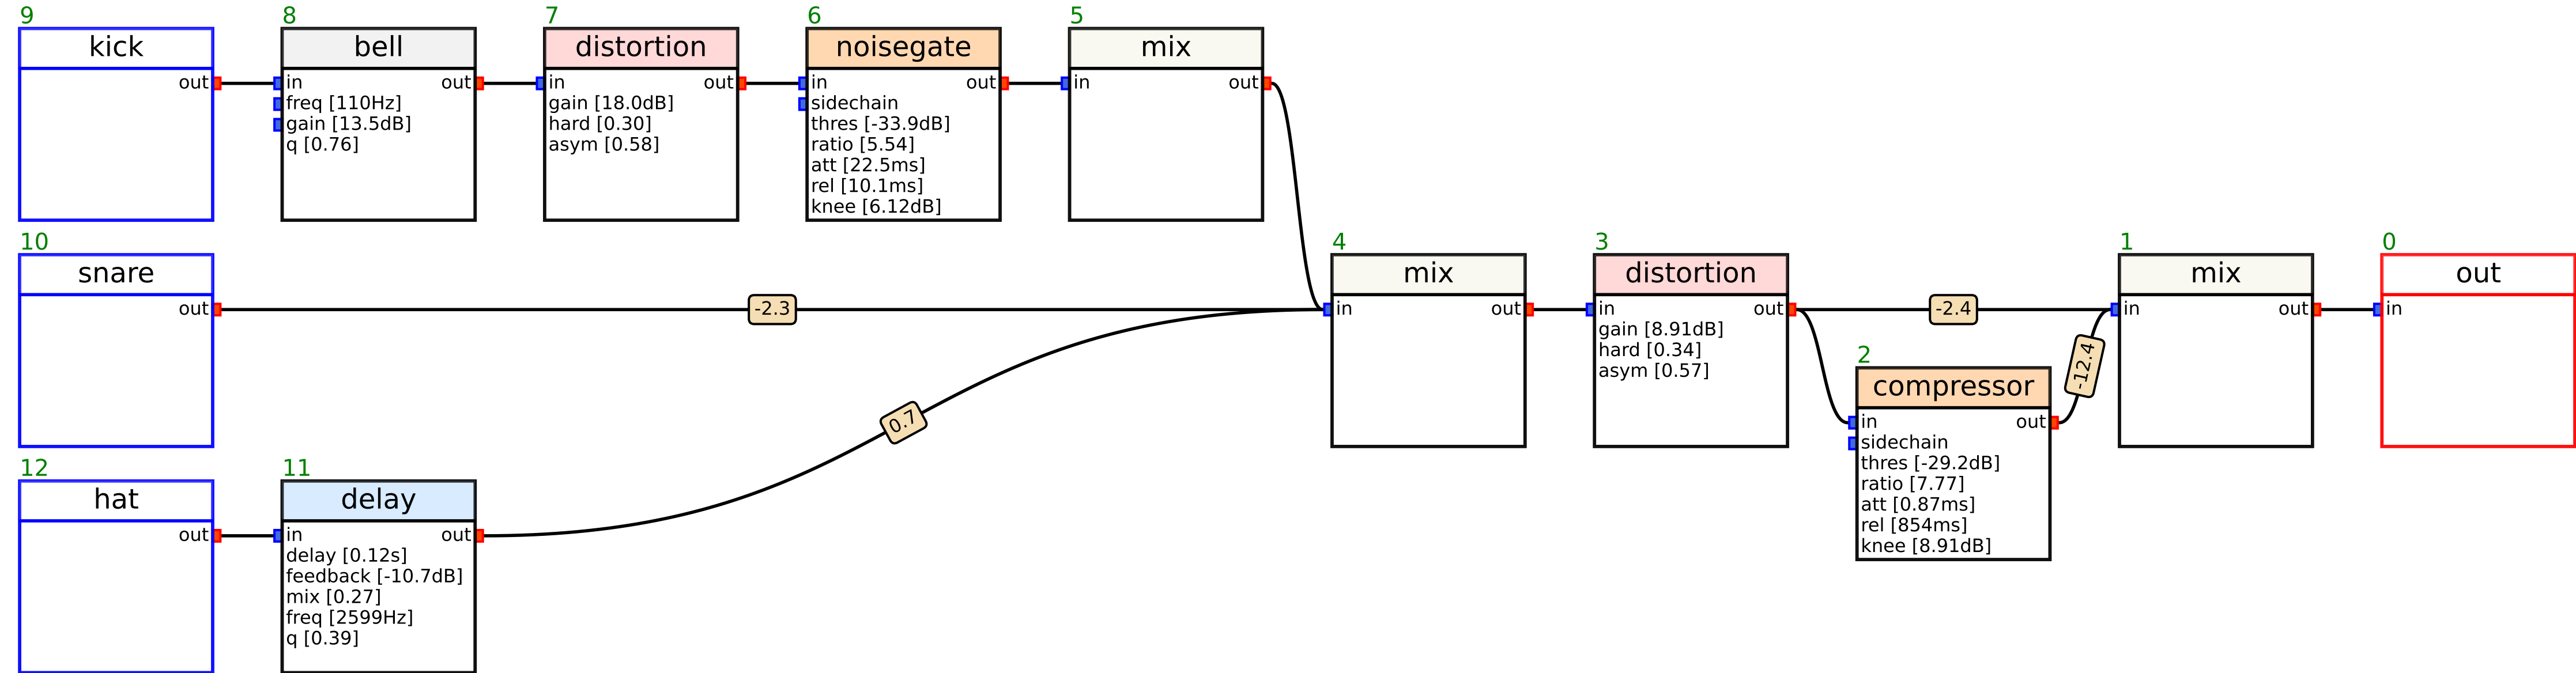 9
kick
out
8
bell
in out
freq [110Hz]
gain [13.5dB]
q [0.76]
7
distortion
in out
gain [18.0dB]
hard [0.30]
asym [0.58]
6
noisegate
in out
sidechain
thres [-33.9dB]
ratio [5.54]
att [22.5ms]
rel [10.1ms]
knee [6.12dB]
5
mix
in out
10
snare
out
-2.3
12
hat
out
11
delay
in out
delay [0.12s]
feedback [-10.7dB]
mix [0.27]
freq [2599Hz]
q [0.39]
0.7
4
mix
in out
3
distortion
in out
gain [8.91dB]
hard [0.34]
asym [0.57]
-2.4
2
compressor
in out
sidechain
thres [-29.2dB]
ratio [7.77]
att [0.87ms]
rel [854ms]
knee [8.91dB]
-12.4
1
mix
in out
0
out
in